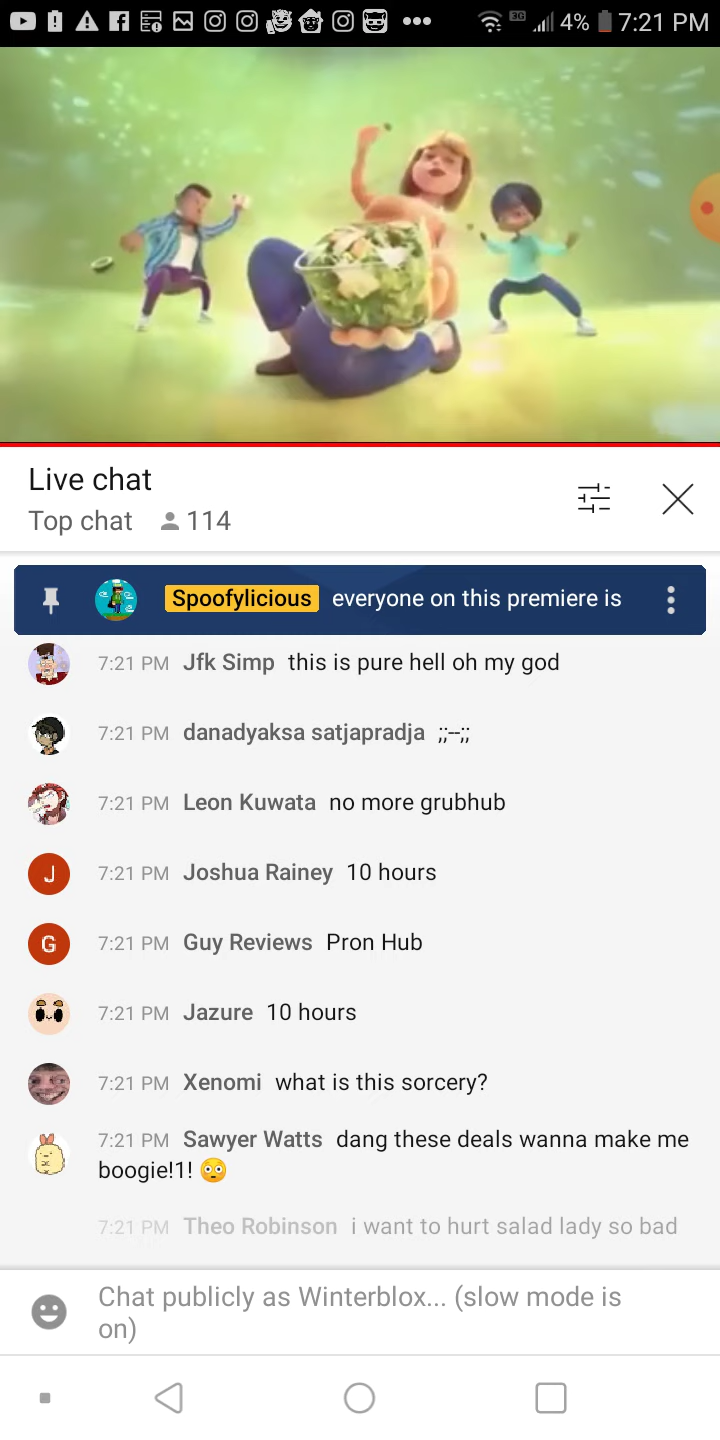 3G 4% 7:21 PM
Live chat
Top chat 114
Spoofylicious everyone on this premiere is
7:21 PM Jfk Simp this is pure hell oh my god
7:21 PM danadyaksa satjapradja ;;--;;
7:21 PM Leon Kuwata no more grubhub
J 7:21 PM Joshua Rainey 10 hours
G 7:21 PM Guy Reviews Pron Hub
7:21 PM Jazure 10 hours
7:21 PM Xenomi what is this sorcery?
7:21 PM Sawyer Watts dang these deals wanna make me
boogie!1! 😳
7:21 PM Theo Robinson i want to hurt salad lady so bad
Chat publicly as Winterblox... (slow mode is
on)